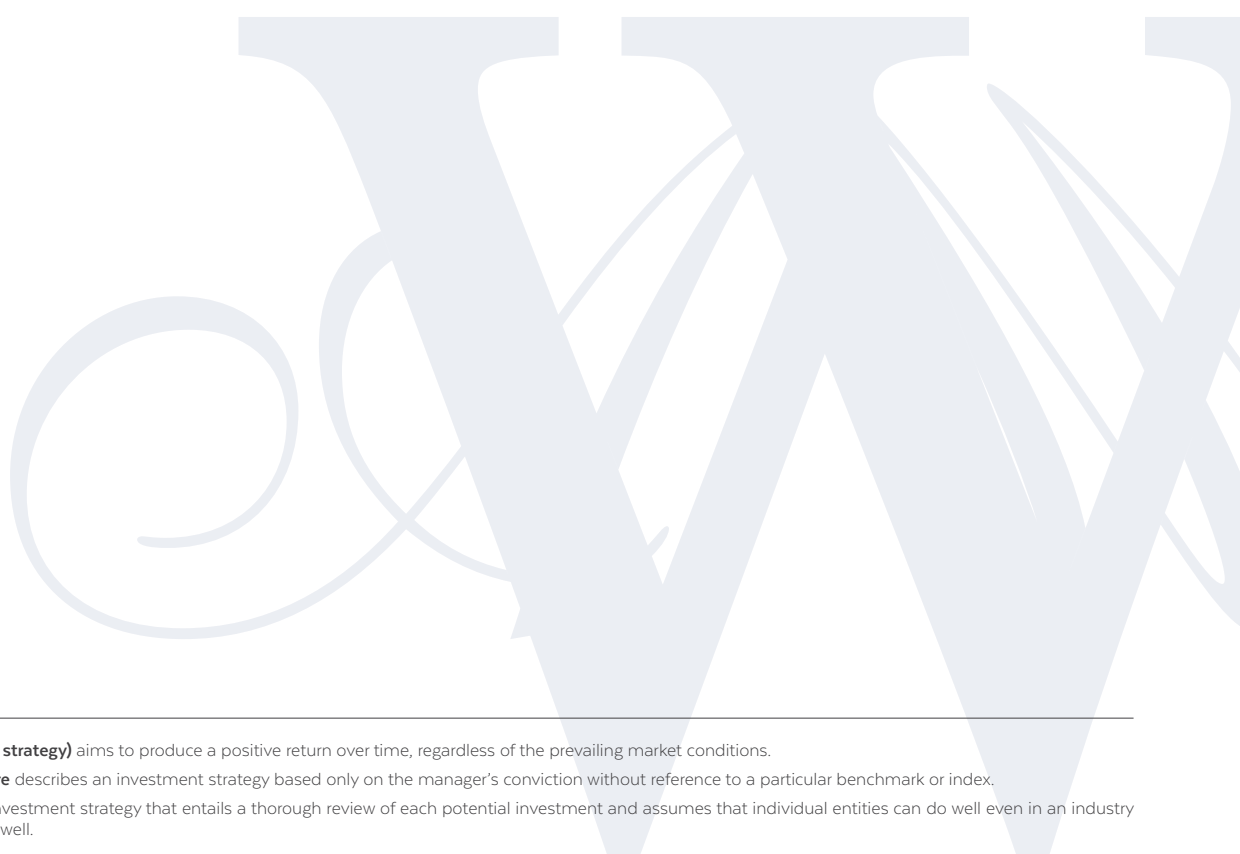 strategy) aims to produce a positive return over time, regardless of the prevailing market conditions.
describes an investment strategy based only on the manager's conviction without reference to a particular benchmark or index.
investment strategy that entails a thorough review of each potential investment and assumes that individual entities can do well even in an industry
well.